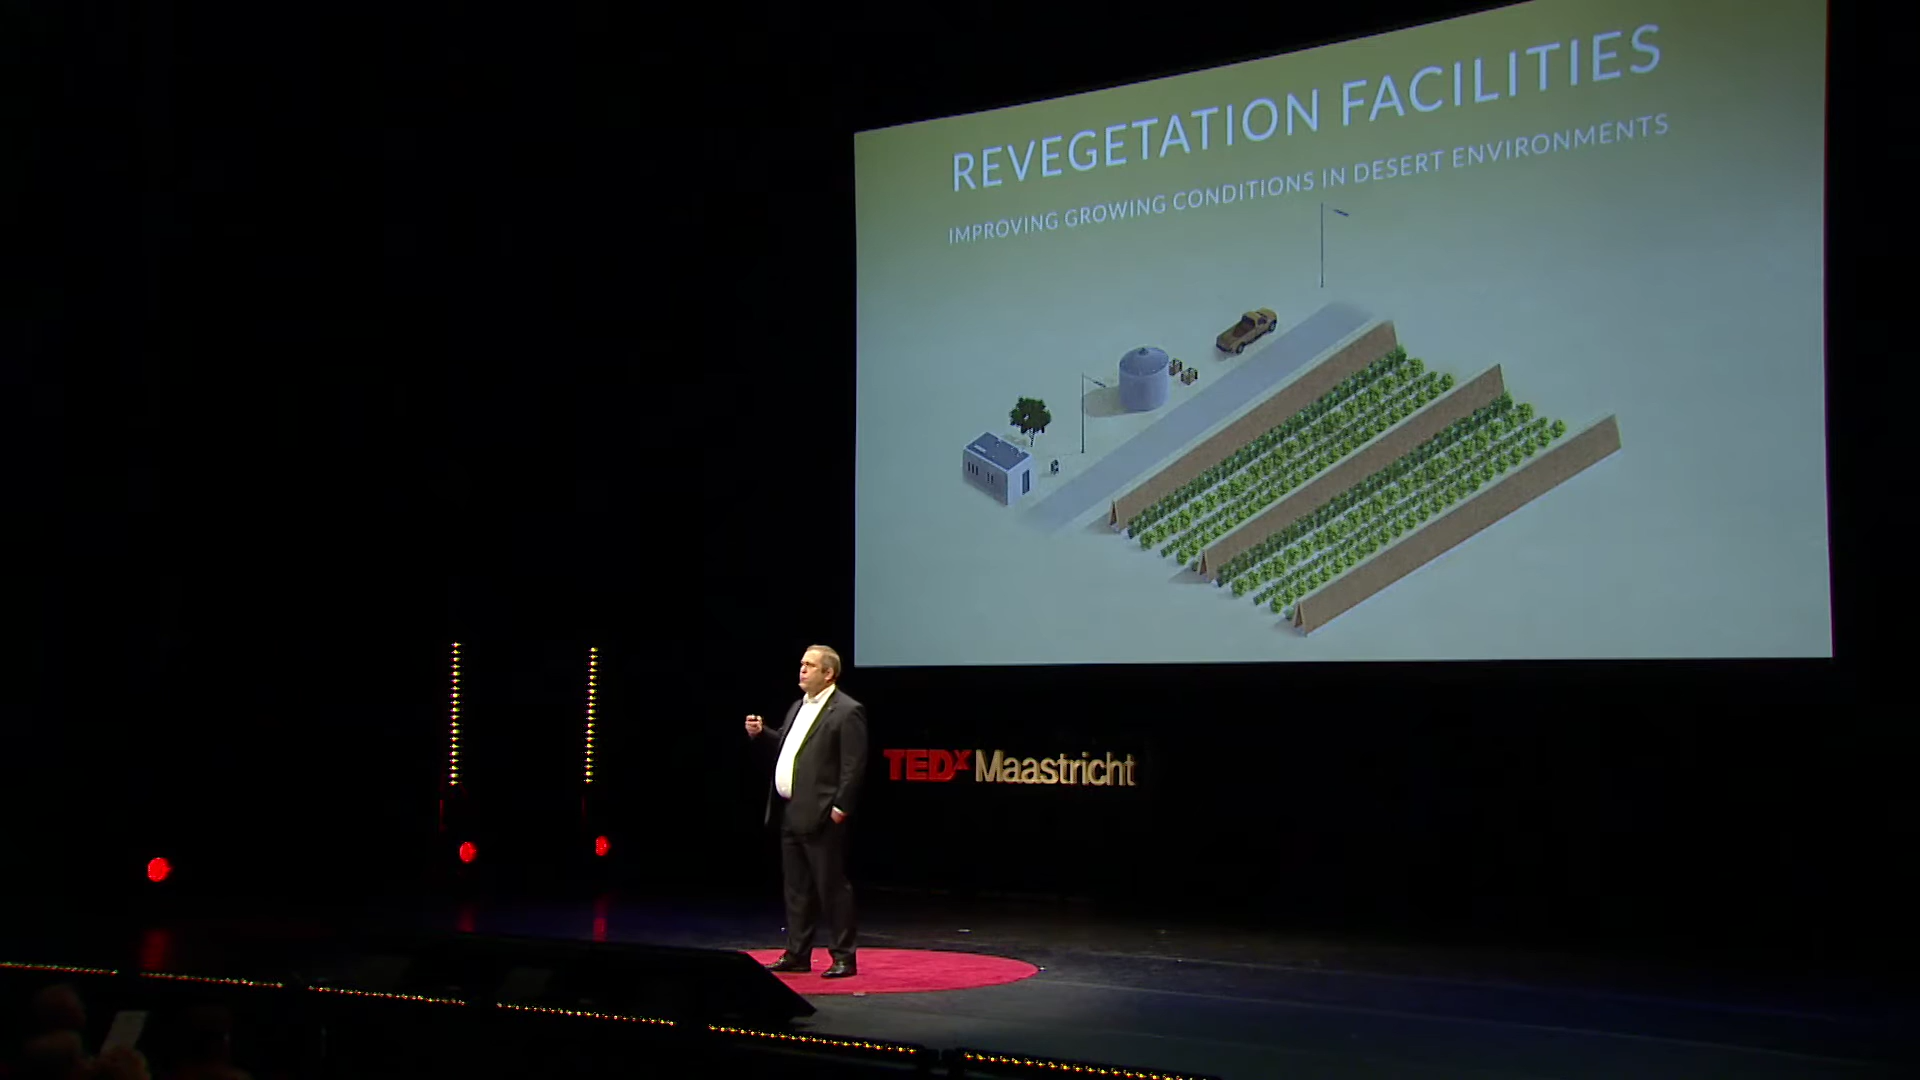 REVEGETATION FACILITIES
IMPROVING GROWING CONDITIONS IN DESERT ENVIRONMENTS
TEDx Maastricht